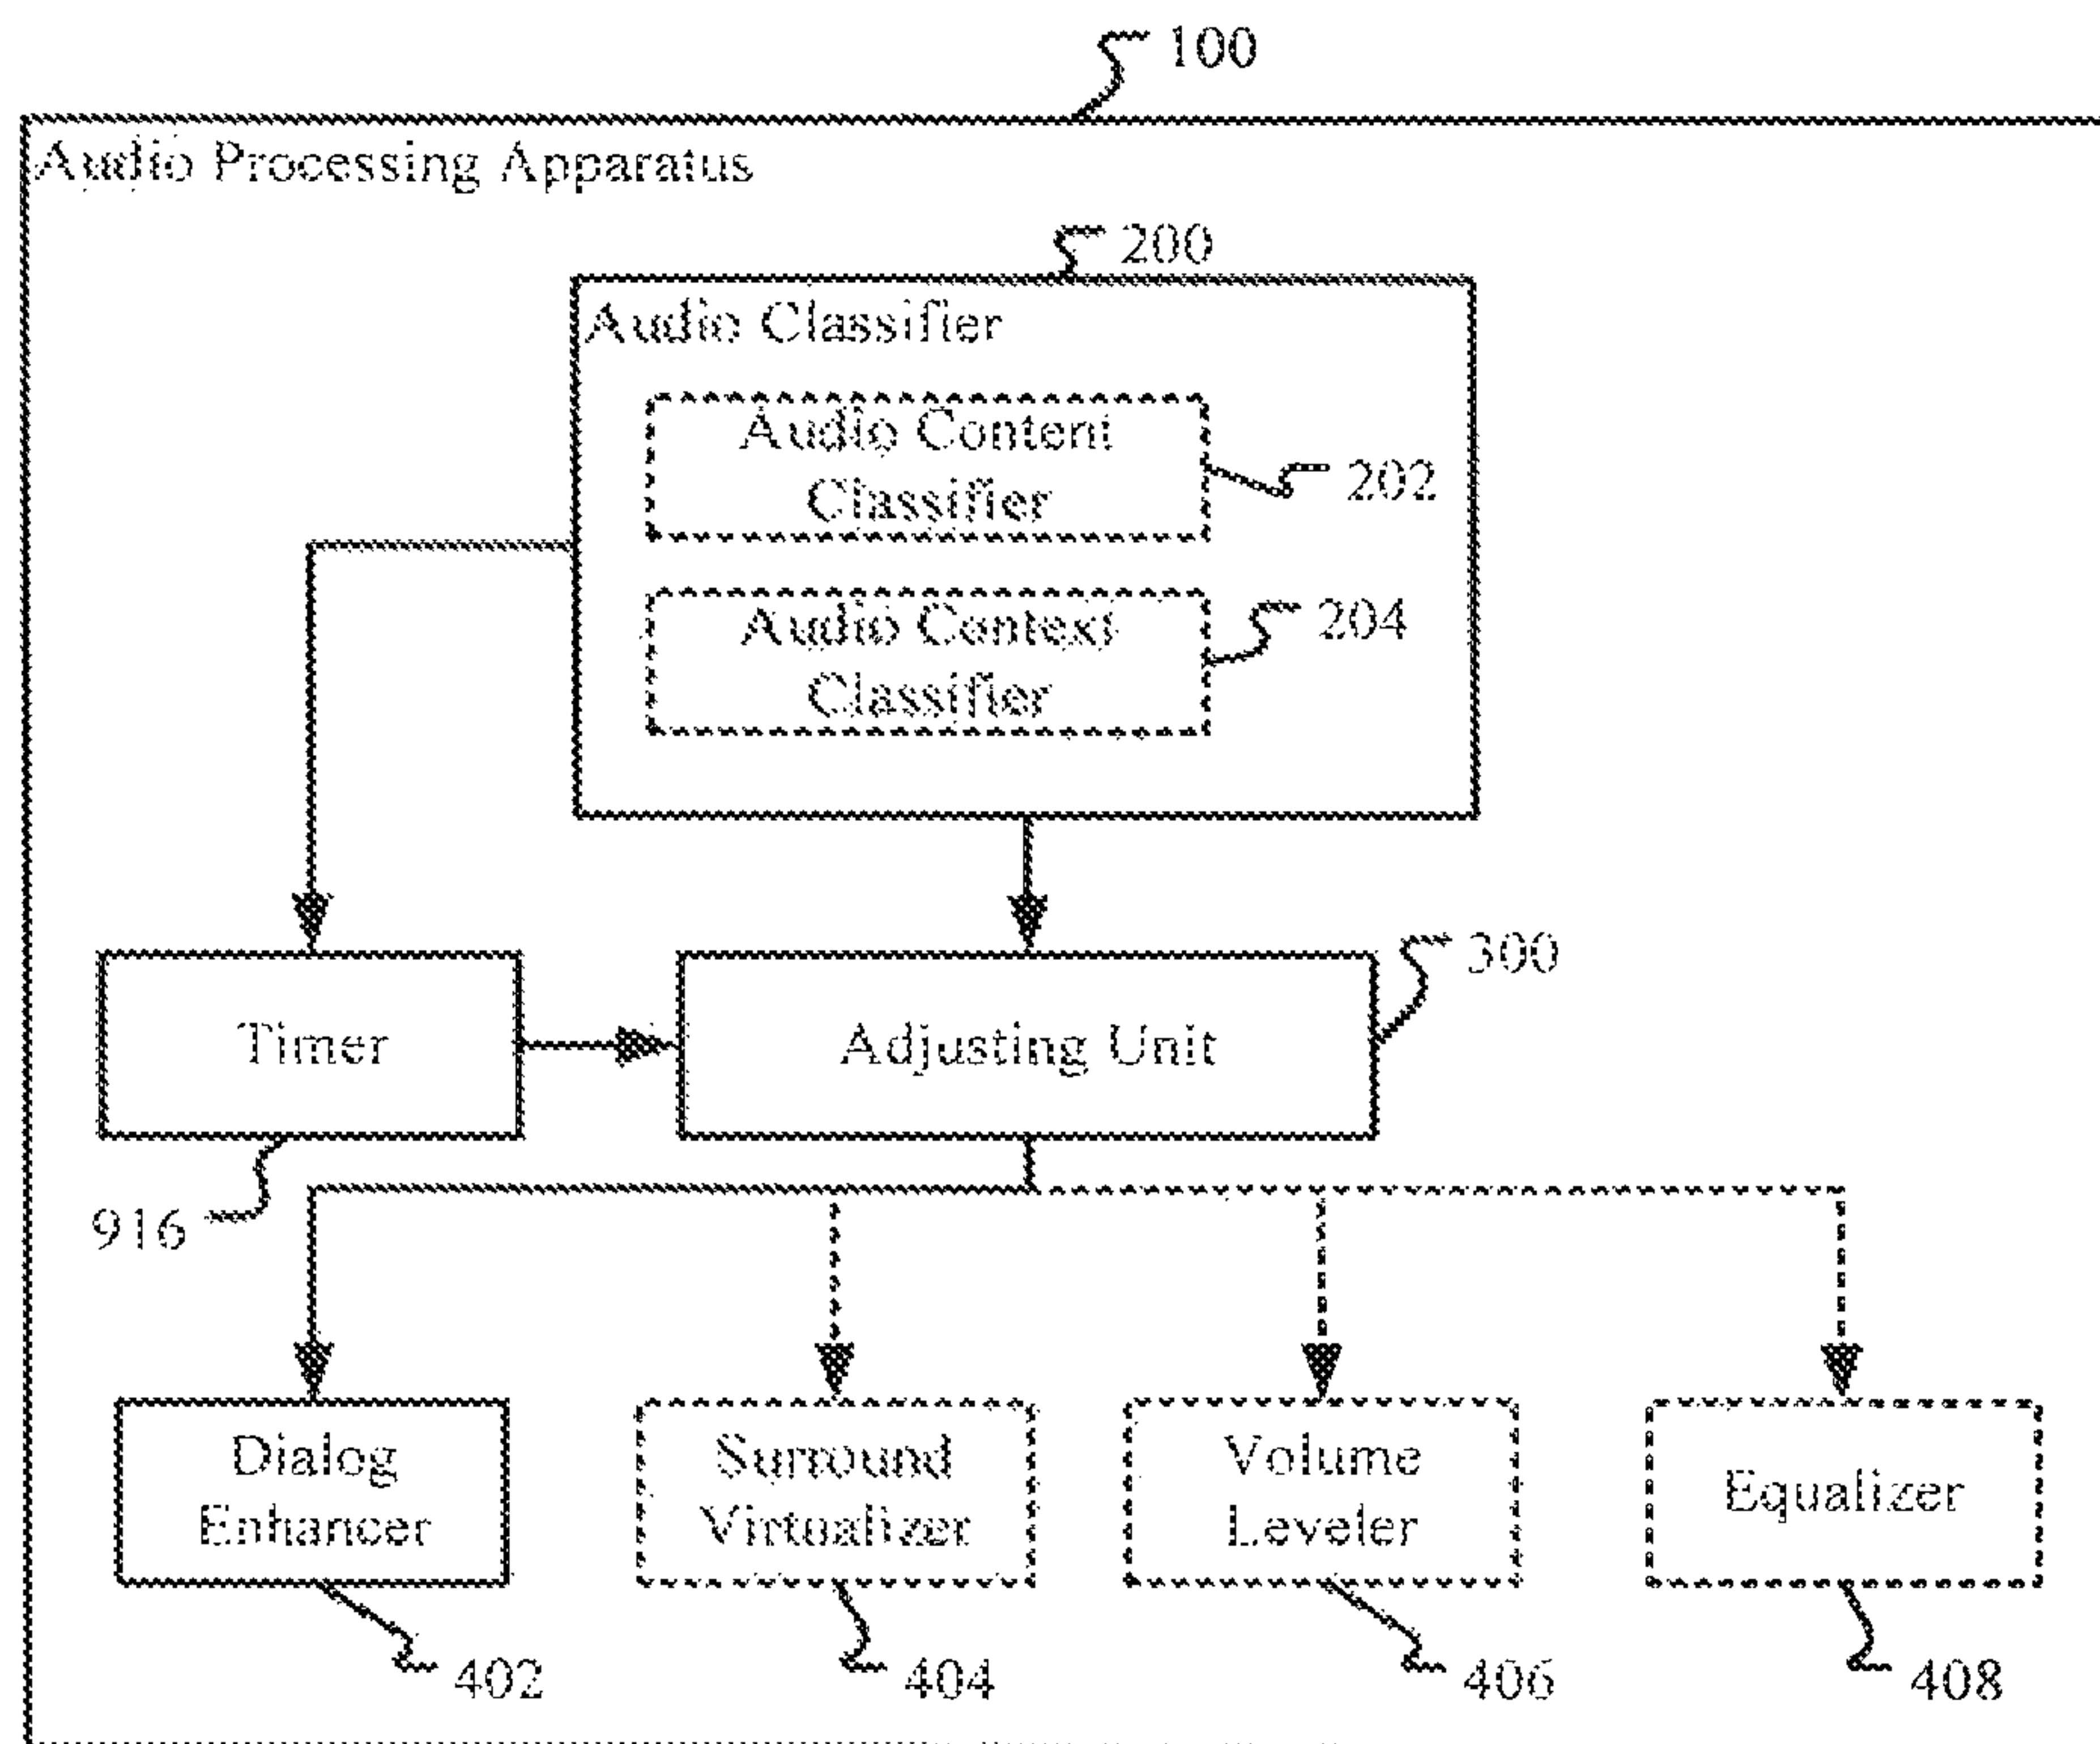 100
Audio Processing Apparatus
200
Audio Classifier
Audio Content
Classifier
202
Audio Context
Classifier
204
Timer
Adjusting Unit
300
916
Dialog
Enhancer
Surround
Virtualizer
Volume
Leveler
Equalizer
402
404
406
408